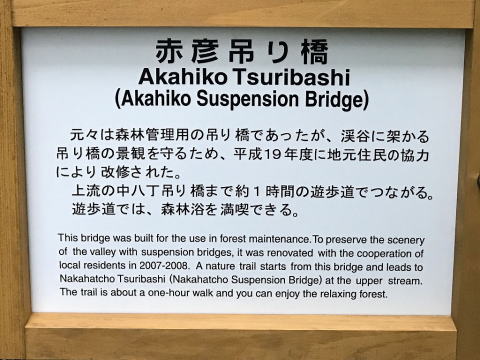 赤彦吊り橋
Akahiko Tsuribashi
(Akahiko Suspension Bridge)
元々は森林管理用の吊り橋であったが、渓谷に架かる
吊り橋の景観を守るため、平成19年度に地元住民の協力
により改修された。
上流の中八丁吊り橋まで約1時間の遊歩道でつながる。
遊歩道では、森林浴を満喫できる。
This bridge was built for the use in forest maintenance. To preserve the scenery
of the valley with suspension bridges, it was renovated with the cooperation of
local residents in 2007-2008. A nature trail starts from this bridge and leads to
Nakahatcho Tsuribashi (Nakahatcho Suspension Bridge) at the upper stream.
The trail is about a one-hour walk and you can enjoy the relaxing forest.